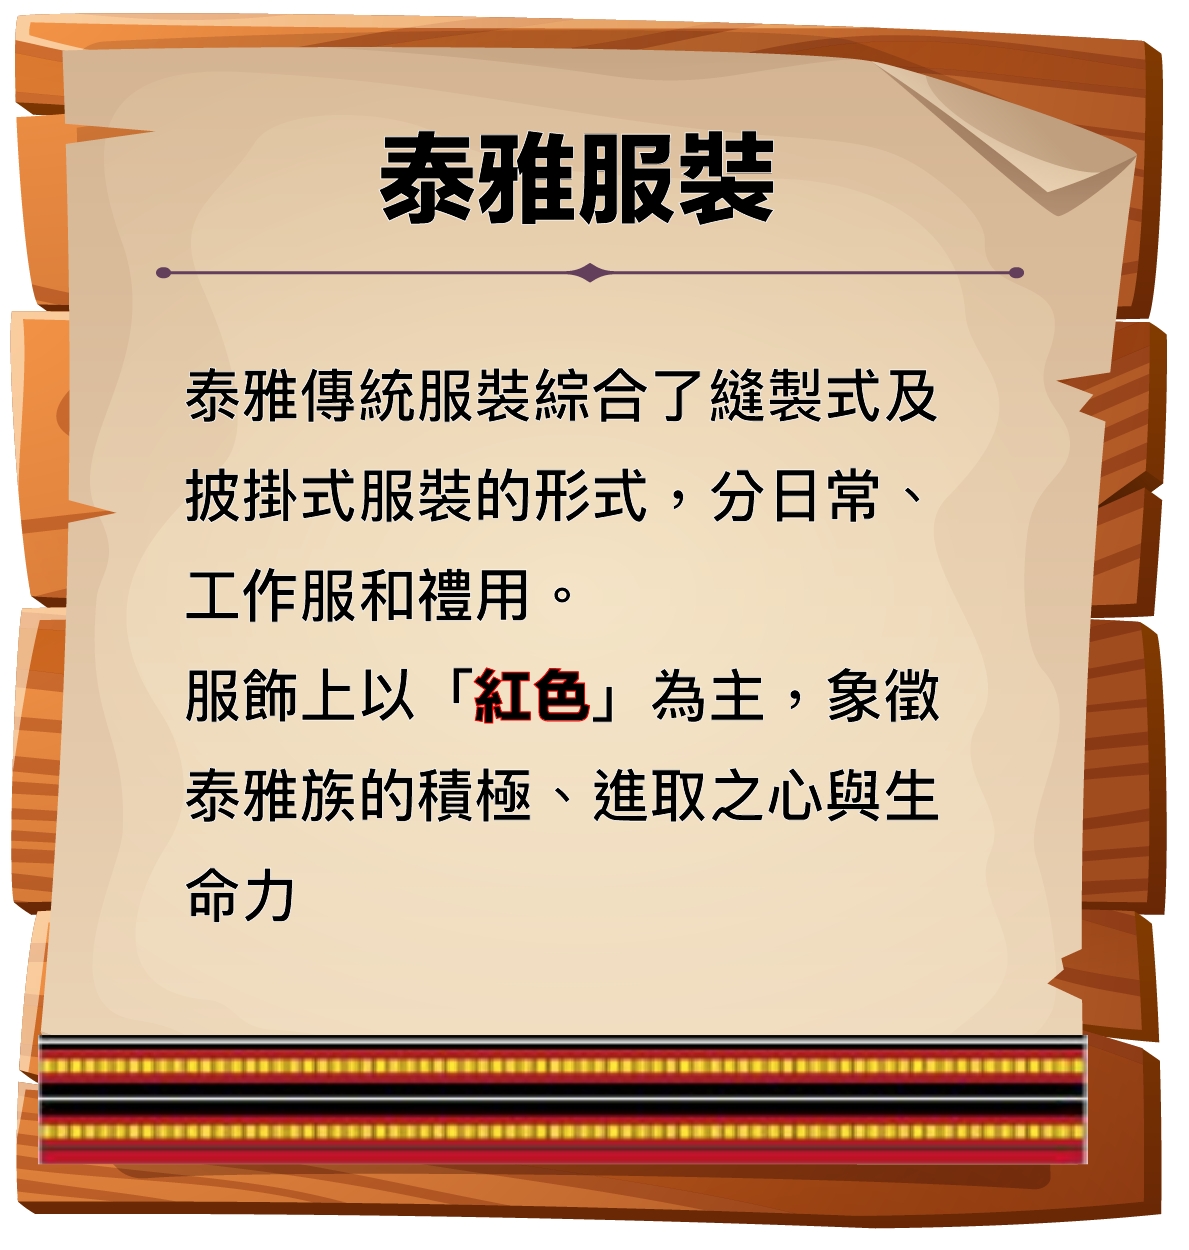 泰雅服裝
泰雅傳統服裝綜合了縫製式及
披掛式服裝的形式，分日常、
工作服和禮用。
服飾上以「紅色」為主，象徵
泰雅族的積極、進取之心與生
命力